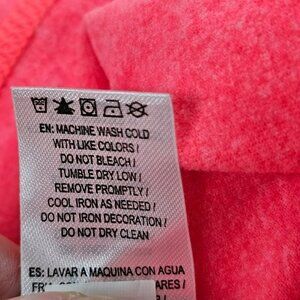 EN: MACHINE WASH COLD
WITH LIKE COLORS /
DO NOT BLEACH /
TUMBLE DRY LOW /
REMOVE PROMPTLY /
COOL IRON AS NEEDED /
DO NOT IRON DECORATION /
DO NOT DRY CLEAN
ES: LAVAR A MAQUINA CON AGUA